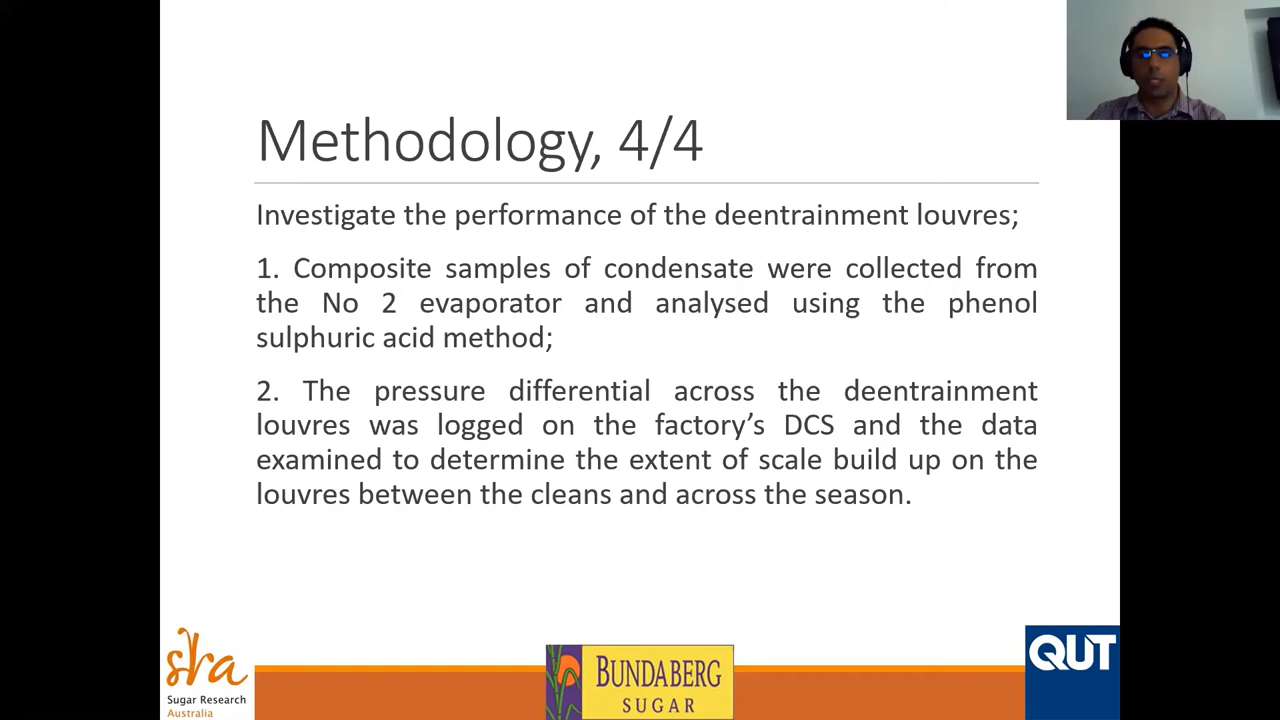 Methodology, 4/4
Investigate the performance of the deentrainment louvres;
1. Composite samples of condensate were collected from
the No 2 evaporator and analysed using the phenol
sulphuric acid method;
2. The pressure differential across the deentrainment
louvres was logged on the factory’s DCS and the data
examined to determine the extent of scale build up on the
louvres between the cleans and across the season.
sra
Sugar Research
Australia
BUNDABERG
SUGAR
QUT